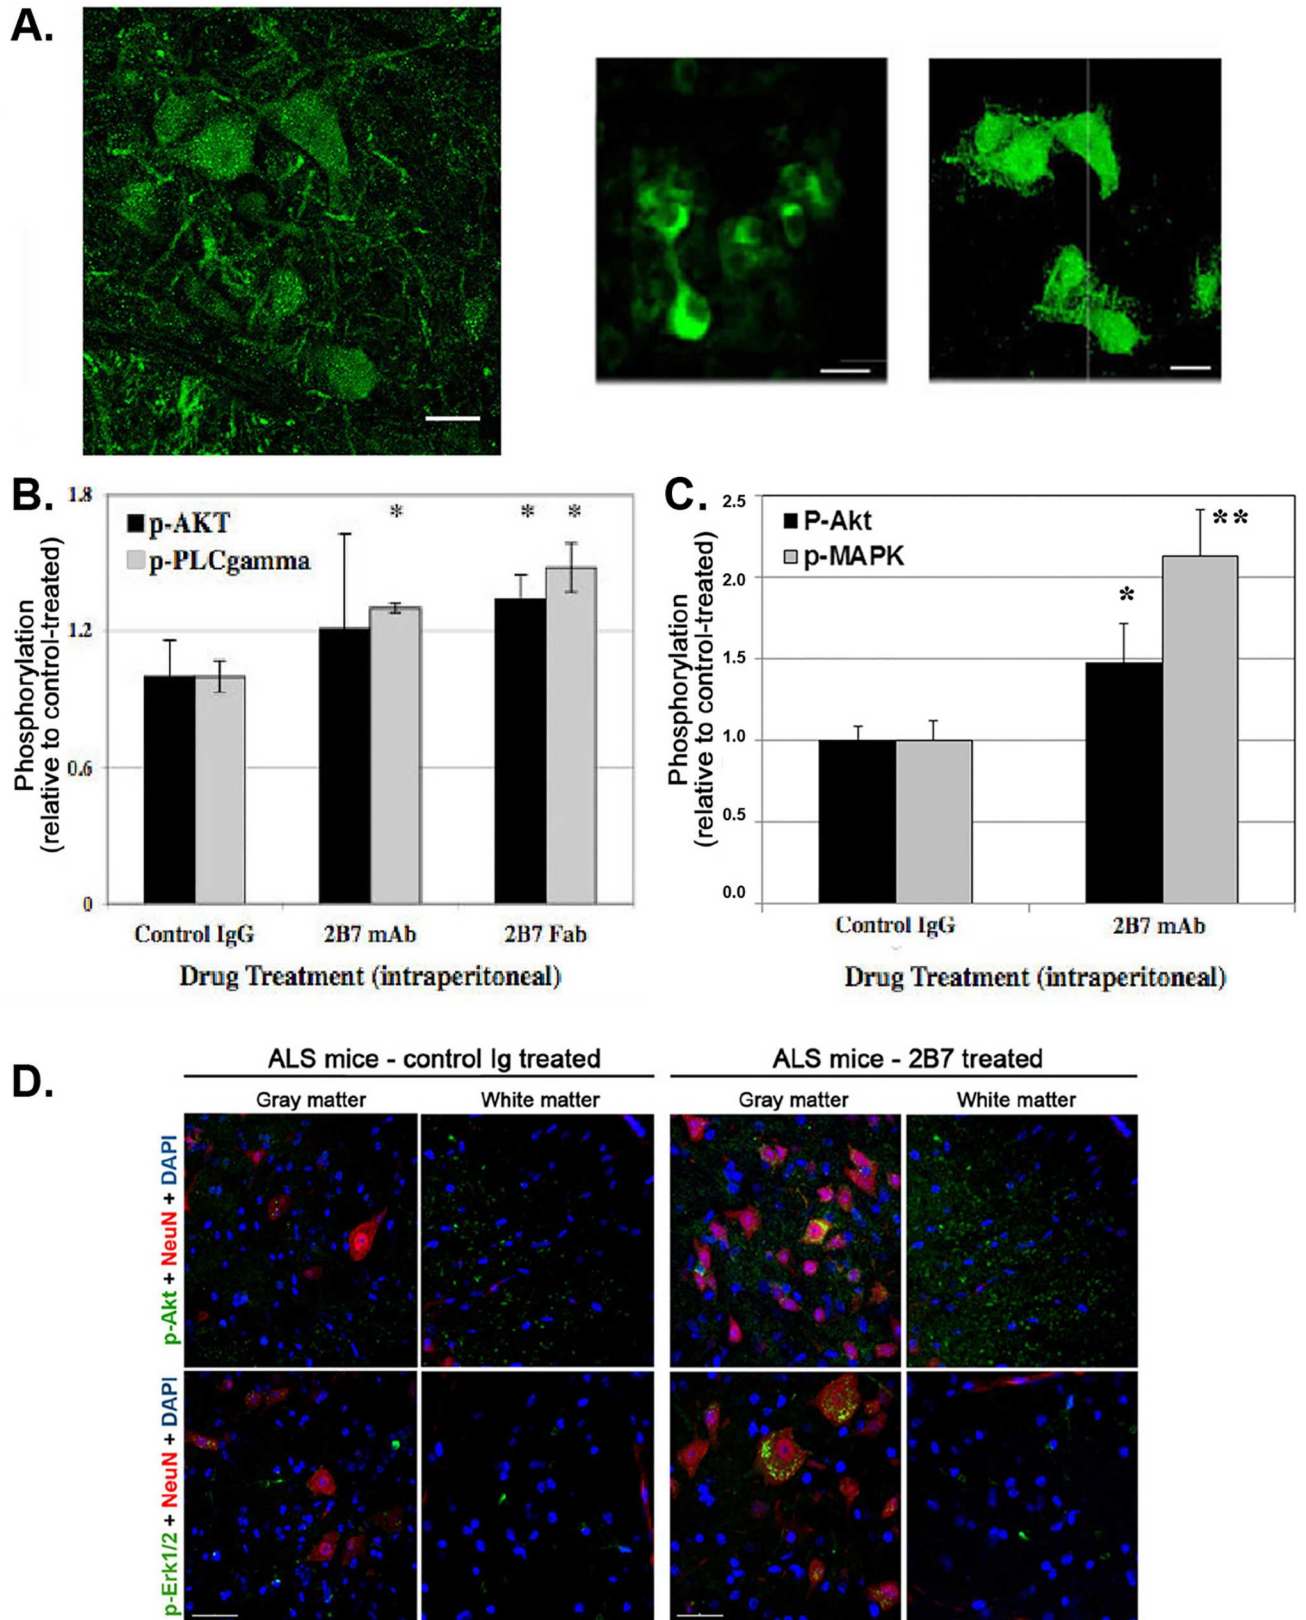 A.
B.
1.8
1.2
0.6
0
Phosphorylation
(relative to control-treated)
p-AKT
p-PLCgamma
*
* *
Control IgG 2B7 mAb 2B7 Fab
Drug Treatment (intraperitoneal)
C.
2.5
2.0
1.5
1.0
0.5
0.0
Phosphorylation
(relative to control-treated)
P-Akt
p-MAPK
*
**
Control IgG 2B7 mAb
Drug Treatment (intraperitoneal)
D.
ALS mice - control Ig treated
ALS mice - 2B7 treated
Gray matter White matter
Gray matter White matter
p-Akt + NeuN + DAPI
p-Erk1/2 + NeuN + DAPI